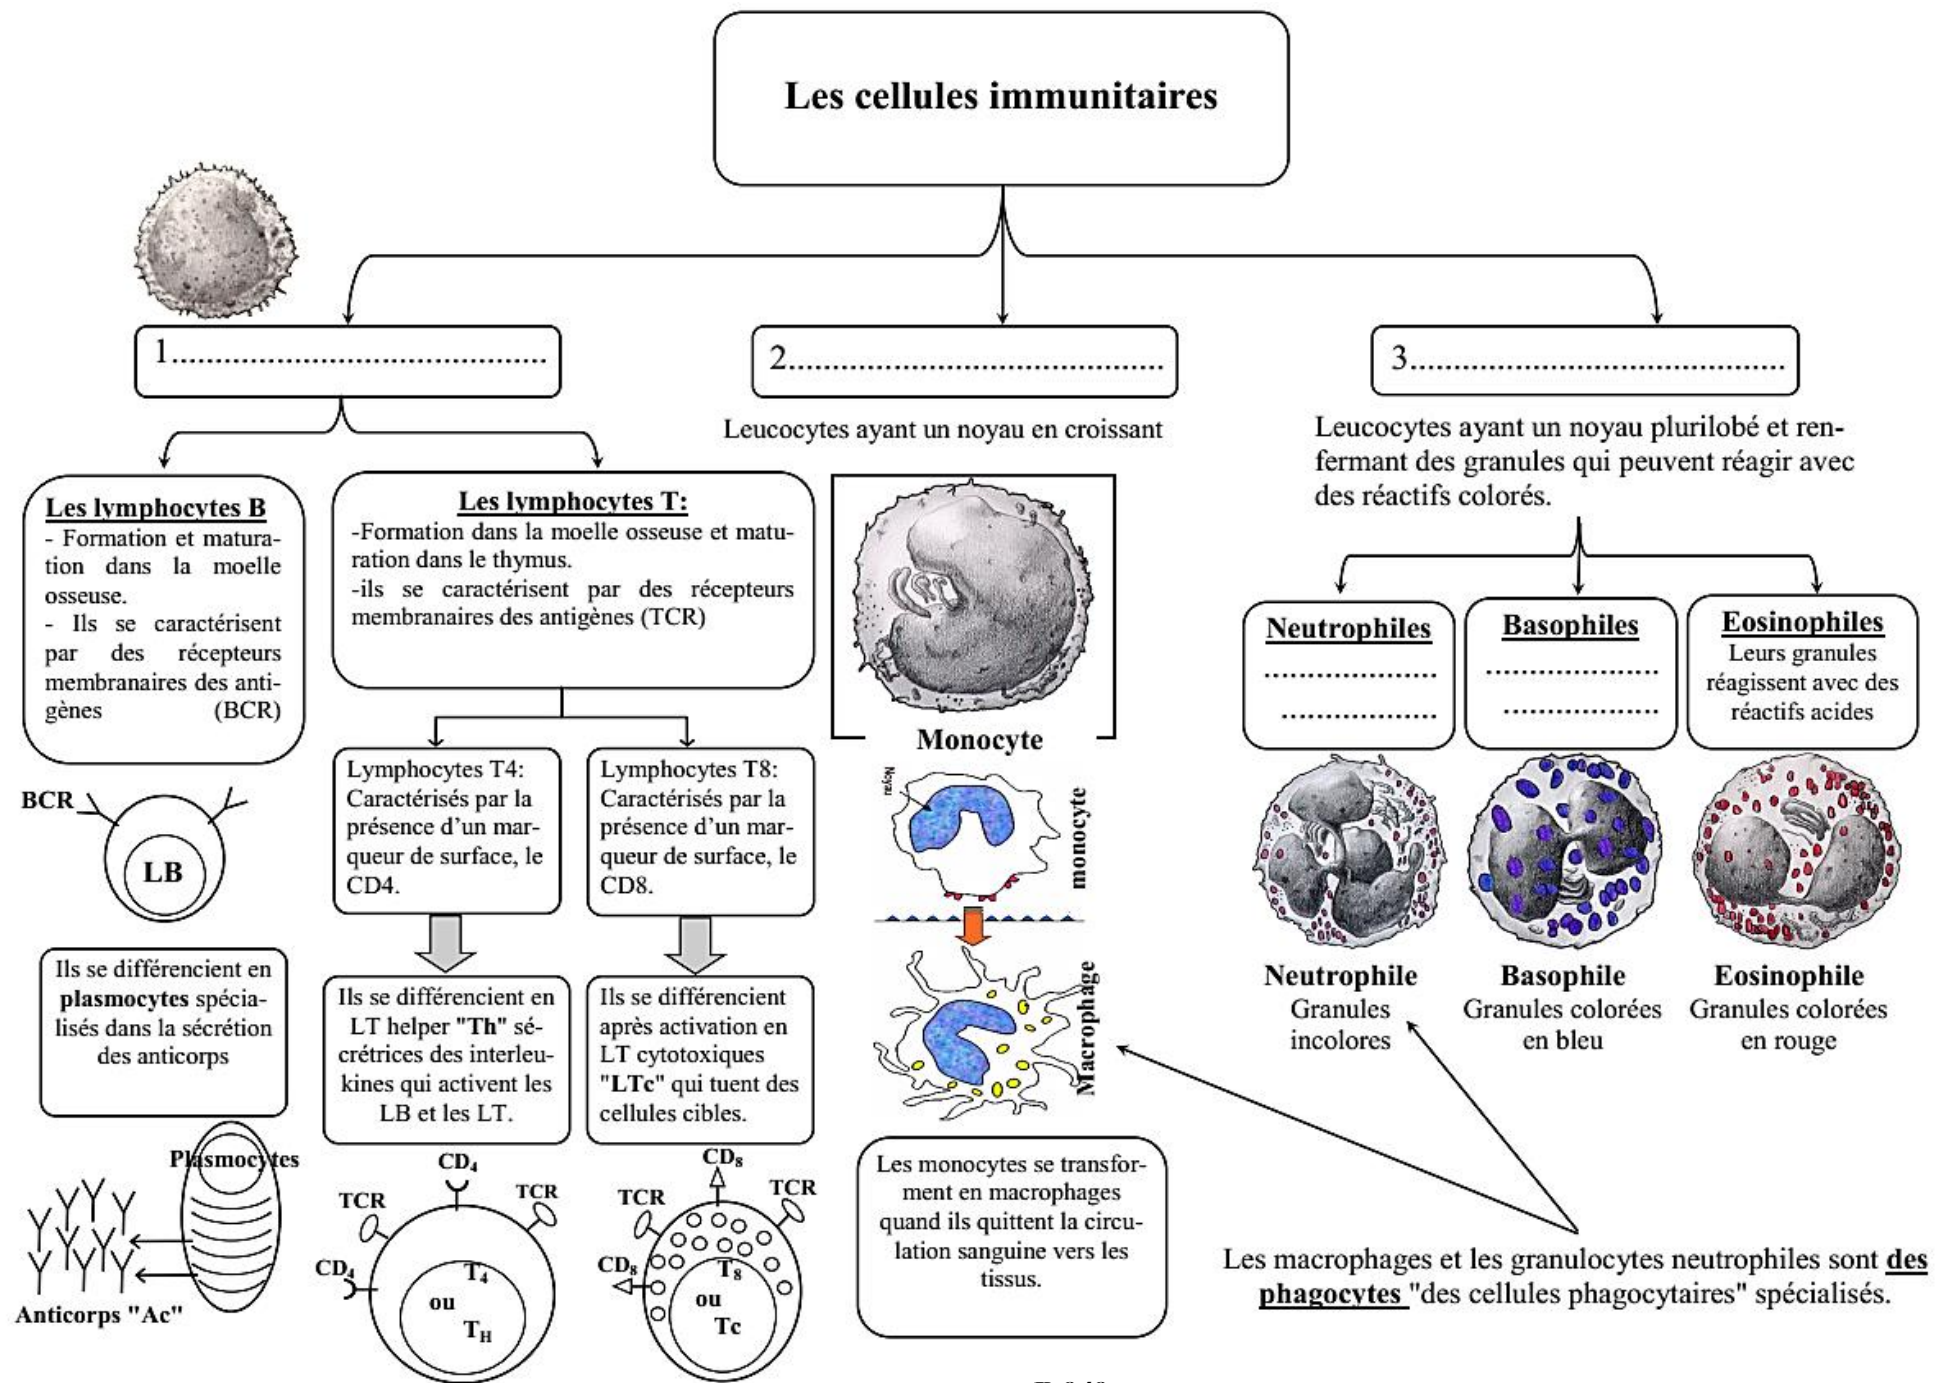 Les cellules immunitaires
1..........................................
2..........................................
3..........................................
Les lymphocytes B
- Formation et matura-
tion dans la moelle
osseuse.
- Ils se caractérisent
par des récepteurs
membranaires des anti-
gènes (BCR)
BCR
LB
Ils se différencient en
plasmocytes spécia-
lisés dans la sécrétion
des anticorps
Plasmocytes
Anticorps "Ac"
Les lymphocytes T:
-Formation dans la moelle osseuse et matu-
ration dans le thymus.
-ils se caractérisent par des récepteurs
membranaires des antigènes (TCR)
Lymphocytes T4:
Caractérisés par la
présence d’un mar-
queur de surface, le
CD4.
Ils se différencient en
LT helper "Th" sé-
crétrices des interleu-
kines qui activent les
LB et les LT.
CD4
TCR
TCR
CD4
T4
ou
TH
Lymphocytes T8:
Caractérisés par la
présence d’un mar-
queur de surface, le
CD8.
Ils se différencient
après activation en
LT cytotoxiques
"LTc" qui tuent des
cellules cibles.
CD8
TCR
TCR
CD8
T8
ou
Tc
Leucocytes ayant un noyau en croissant
Monocyte
Noyau
monocyte
Macrophage
Les monocytes se transfor-
ment en macrophages
quand ils quittent la circu-
lation sanguine vers les
tissus.
Leucocytes ayant un noyau plurilobé et ren-
fermant des granules qui peuvent réagir avec
des réactifs colorés.
Neutrophiles
....................
..................
Basophiles
....................
..................
Eosinophiles
Leurs granules
réagissent avec des
réactifs acides
Neutrophile
Granules
incolores
Basophile
Granules colorées
en bleu
Eosinophile
Granules colorées
en rouge
Les macrophages et les granulocytes neutrophiles sont des
phagocytes "des cellules phagocytaires" spécialisés.